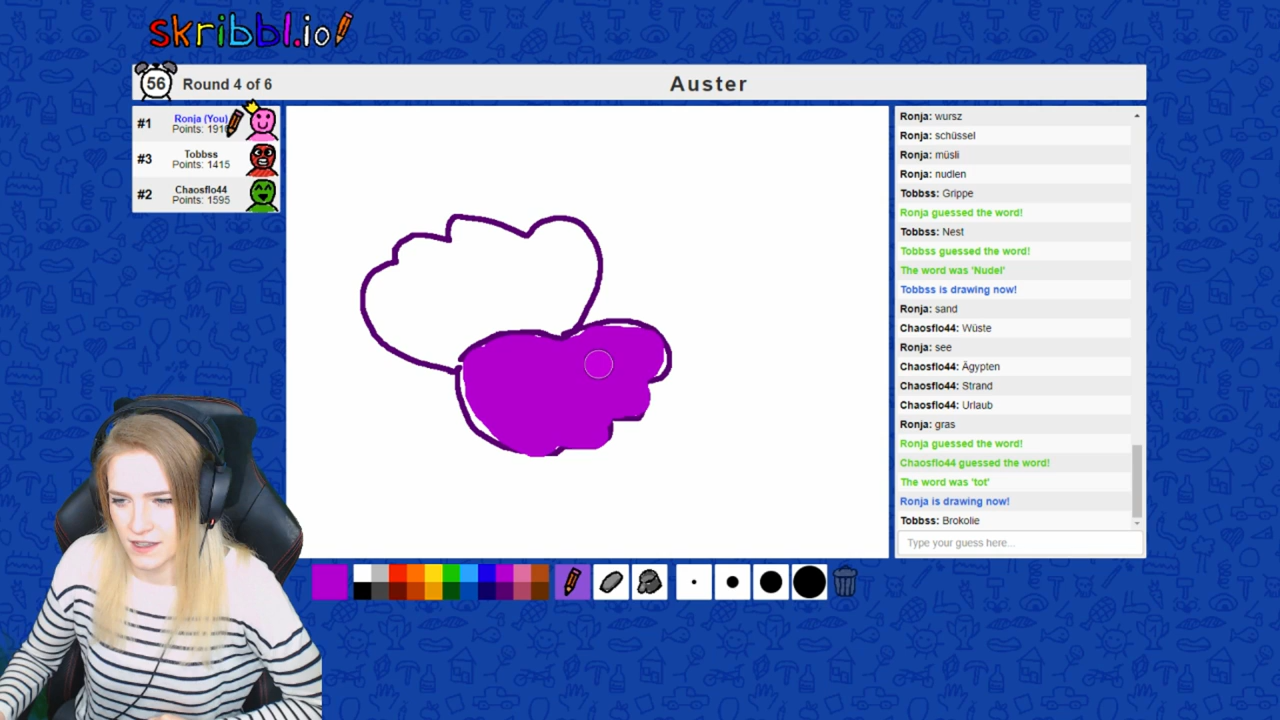 skribbl.io
56
Round 4 of 6
Auster
#1
Ronja (You)
Points: 1910
#3
Tobbss
Points: 1415
#2
Chaosflo44
Points: 1595
Ronja: wursz
Ronja: schüssel
Ronja: müsli
Ronja: nudlen
Tobbss: Grippe
Ronja guessed the word!
Tobbss: Nest
Tobbss guessed the word!
The word was 'Nudel'
Tobbss is drawing now!
Ronja: sand
Chaosflo44: Wüste
Ronja: see
Chaosflo44: Ägypten
Chaosflo44: Strand
Chaosflo44: Urlaub
Ronja: gras
Ronja guessed the word!
Chaosflo44 guessed the word!
The word was 'tot'
Ronja is drawing now!
Tobbss: Brokolie
Type your guess here...